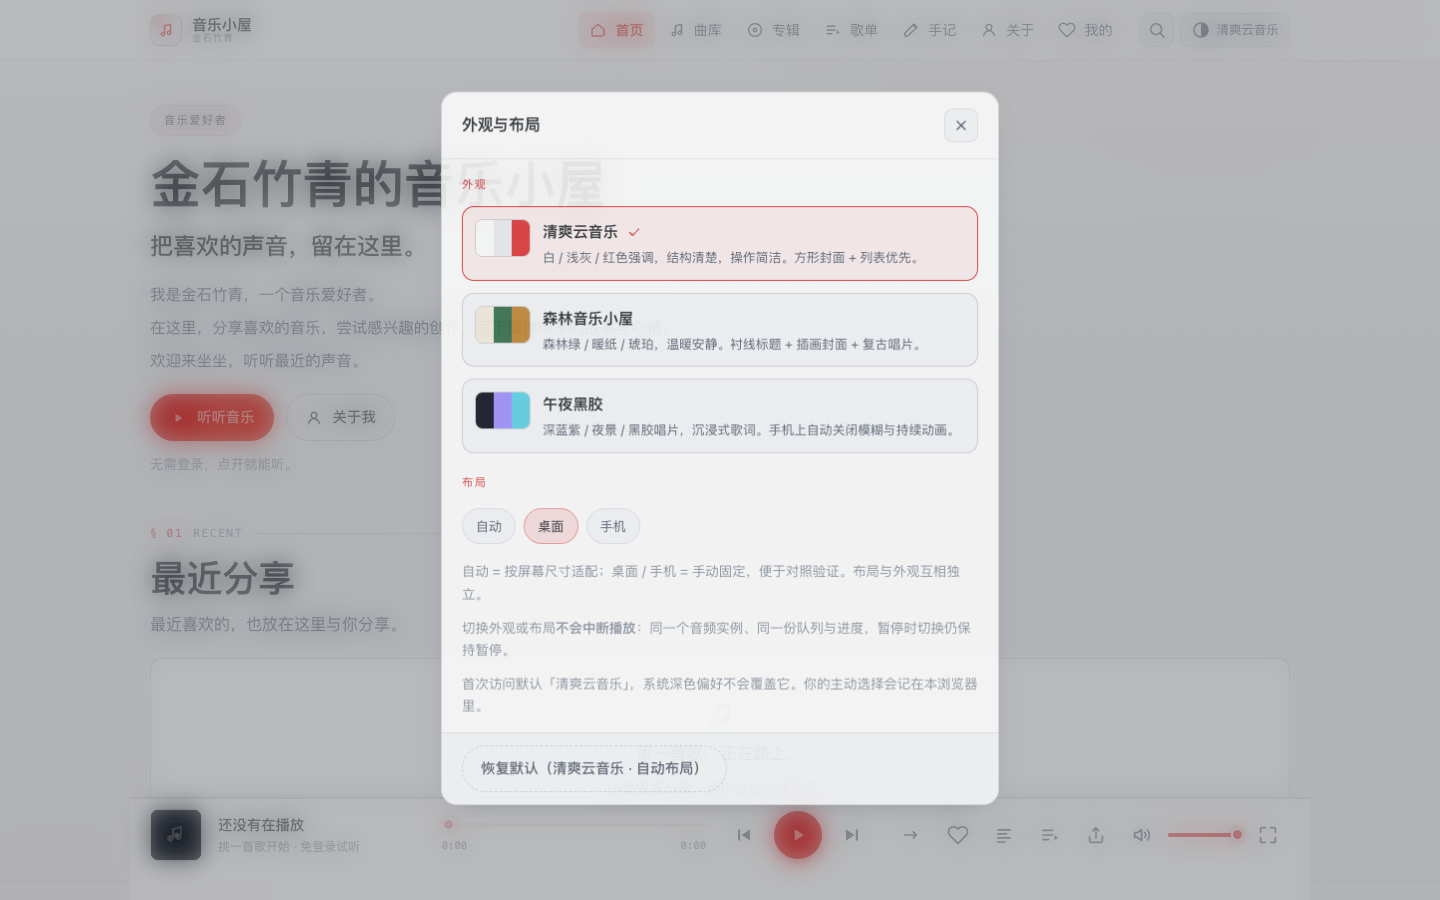 音乐小屋
金石竹青
首页
曲库
专辑
歌单
手记
关于
我的
清爽云音乐
音乐爱好者
金石竹青的音乐小屋
把喜欢的声音，留在这里。
我是金石竹青，一个音乐爱好者。
在这里，分享喜欢的音乐，尝试感兴趣的创作，
欢迎来坐坐，听听最近的声音。
听听音乐
关于我
无需登录，点开就能听。
§ 01 RECENT
最近分享
最近喜欢的，也放在这里与你分享。
外观与布局
外观
清爽云音乐
白 / 浅灰 / 红色强调，结构清楚，操作简洁。方形封面 + 列表优先。
森林音乐小屋
森林绿 / 暖纸 / 琥珀，温暖安静。衬线标题 + 插画封面 + 复古唱片。
午夜黑胶
深蓝紫 / 夜景 / 黑胶唱片，沉浸式歌词。手机上自动关闭模糊与持续动画。
布局
自动
桌面
手机
自动 = 按屏幕尺寸适配；桌面 / 手机 = 手动固定，便于对照验证。布局与外观互相独
立。
切换外观或布局不会中断播放：同一个音频实例、同一份队列与进度，暂停时切换仍保
持暂停。
首次访问默认「清爽云音乐」，系统深色偏好不会覆盖它。你的主动选择会记在本浏览器
里。
第一首歌，正在路上。
恢复默认（清爽云音乐 · 自动布局）
还没有在播放
挑一首歌开始 · 免登录试听
0:00
0:00